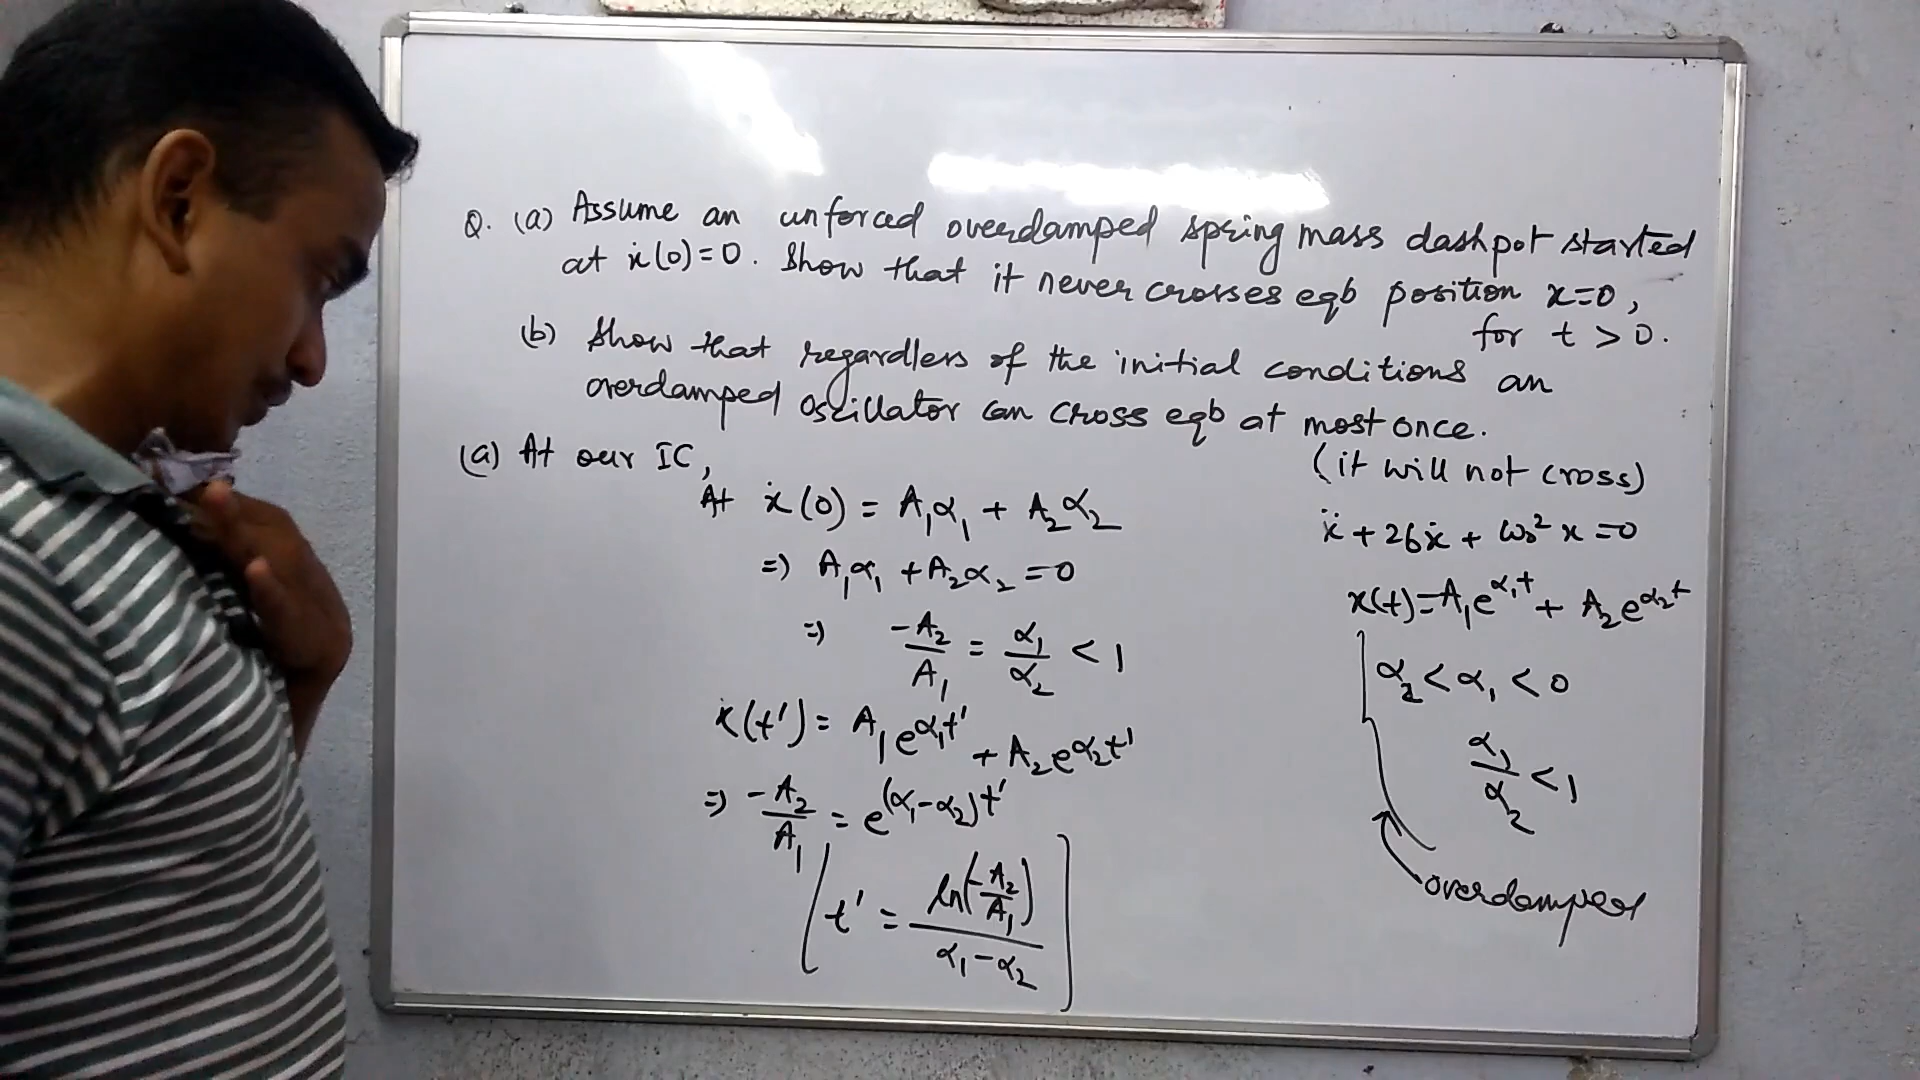 Q. (a) Assume an unforced overdamped spring mass dashpot started
at ẋ(0)=0. Show that it never crosses eqb position x=0,
for t > 0.
(b) Show that regardless of the initial conditions an
overdamped oscillator can cross eqb at most once.
(it will not cross)
(a) At our IC,
At ẋ(0) = A₁α₁ + A₂α₂
=) A₁α₁ + A₂α₂ = 0
=) -A₂/A₁ = α₁/α₂ < 1
ẋ(t') = A₁e^α₁t' + A₂e^α₂t'
=) -A₂/A₁ = e^(α₁-α₂)t'
[t' = ln(-A₂/A₁)/α₁-α₂]
ẍ + 2bẋ + ω₀²x = 0
x(t) = A₁e^α₁t + A₂e^α₂t
α₂ < α₁ < 0
α₁/α₂ < 1
overdamped